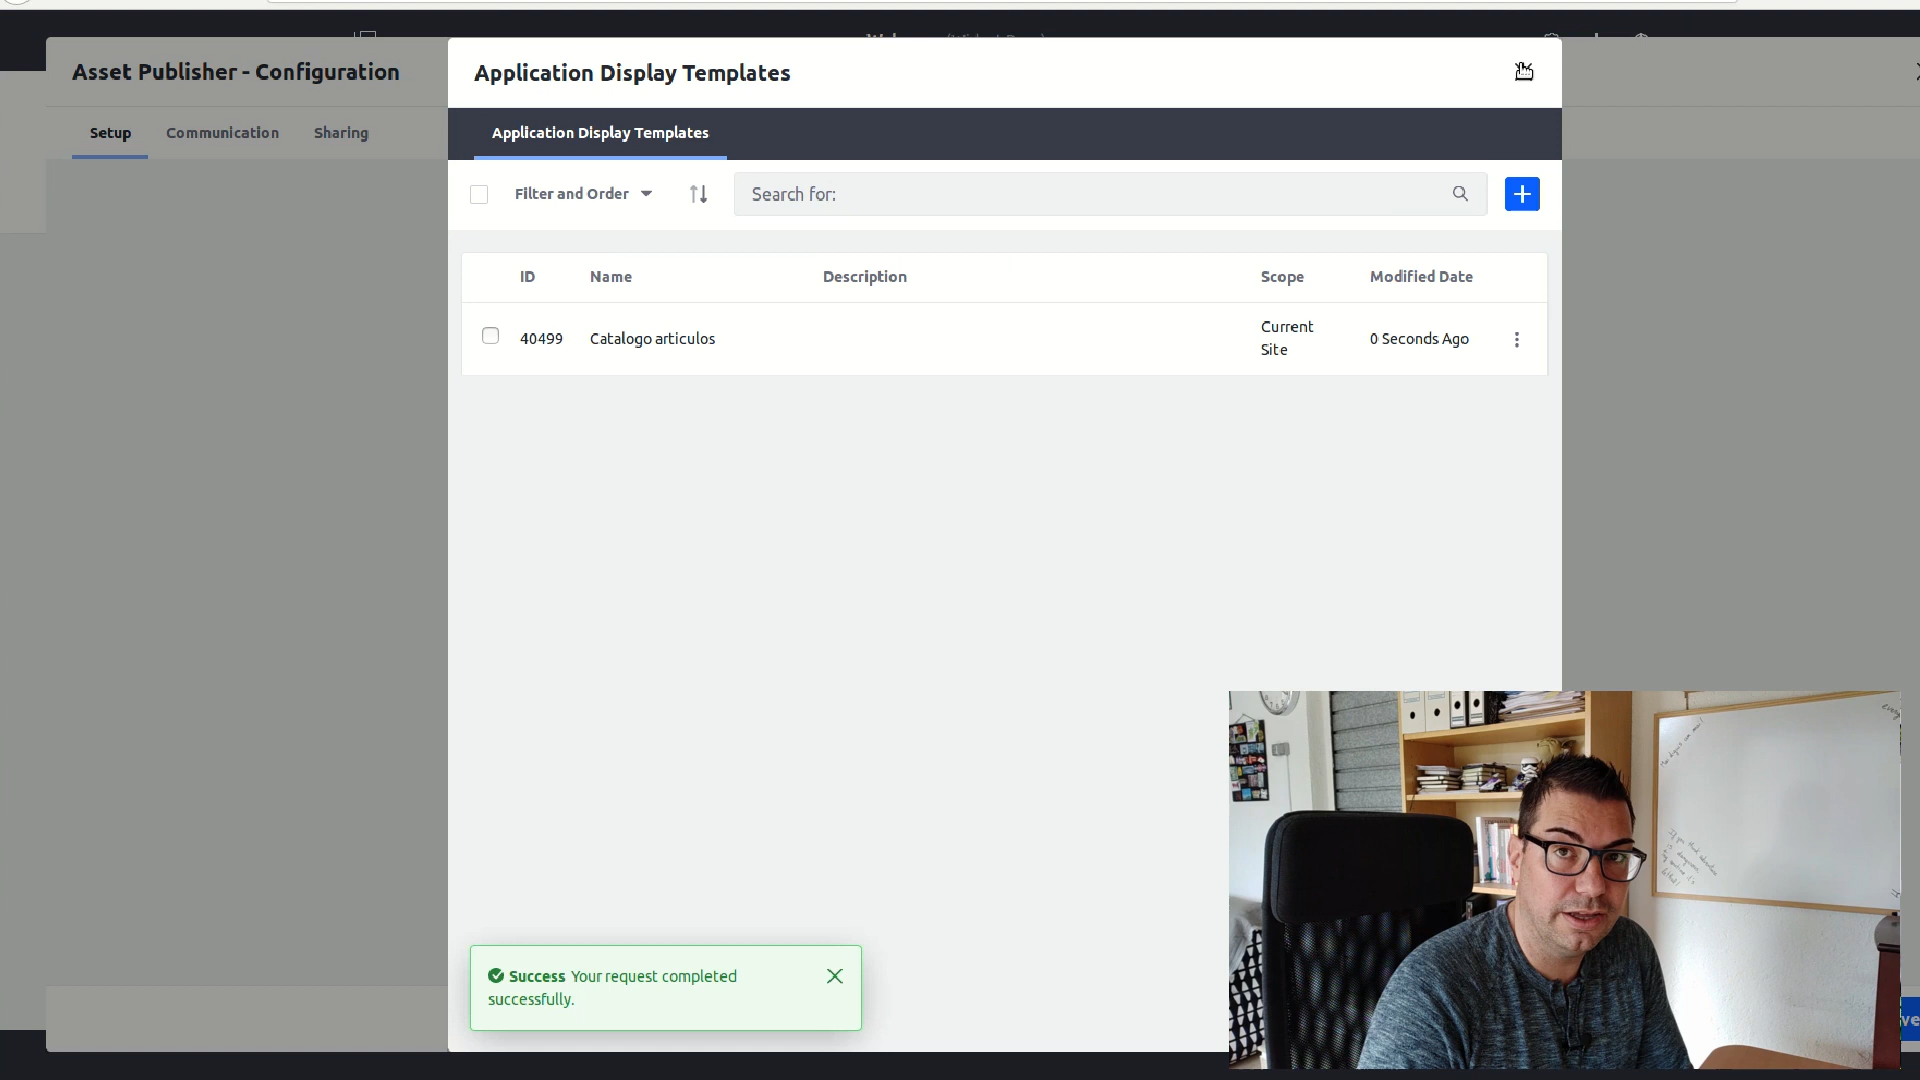 Asset Publisher - Configuration
Application Display Templates
Setup
Communication
Sharing
Application Display Templates
Filter and Order
Search for:
ID
Name
Description
Scope
Modified Date
40499
Catalogo articulos
Current
Site
0 Seconds Ago
Success Your request completed
successfully.